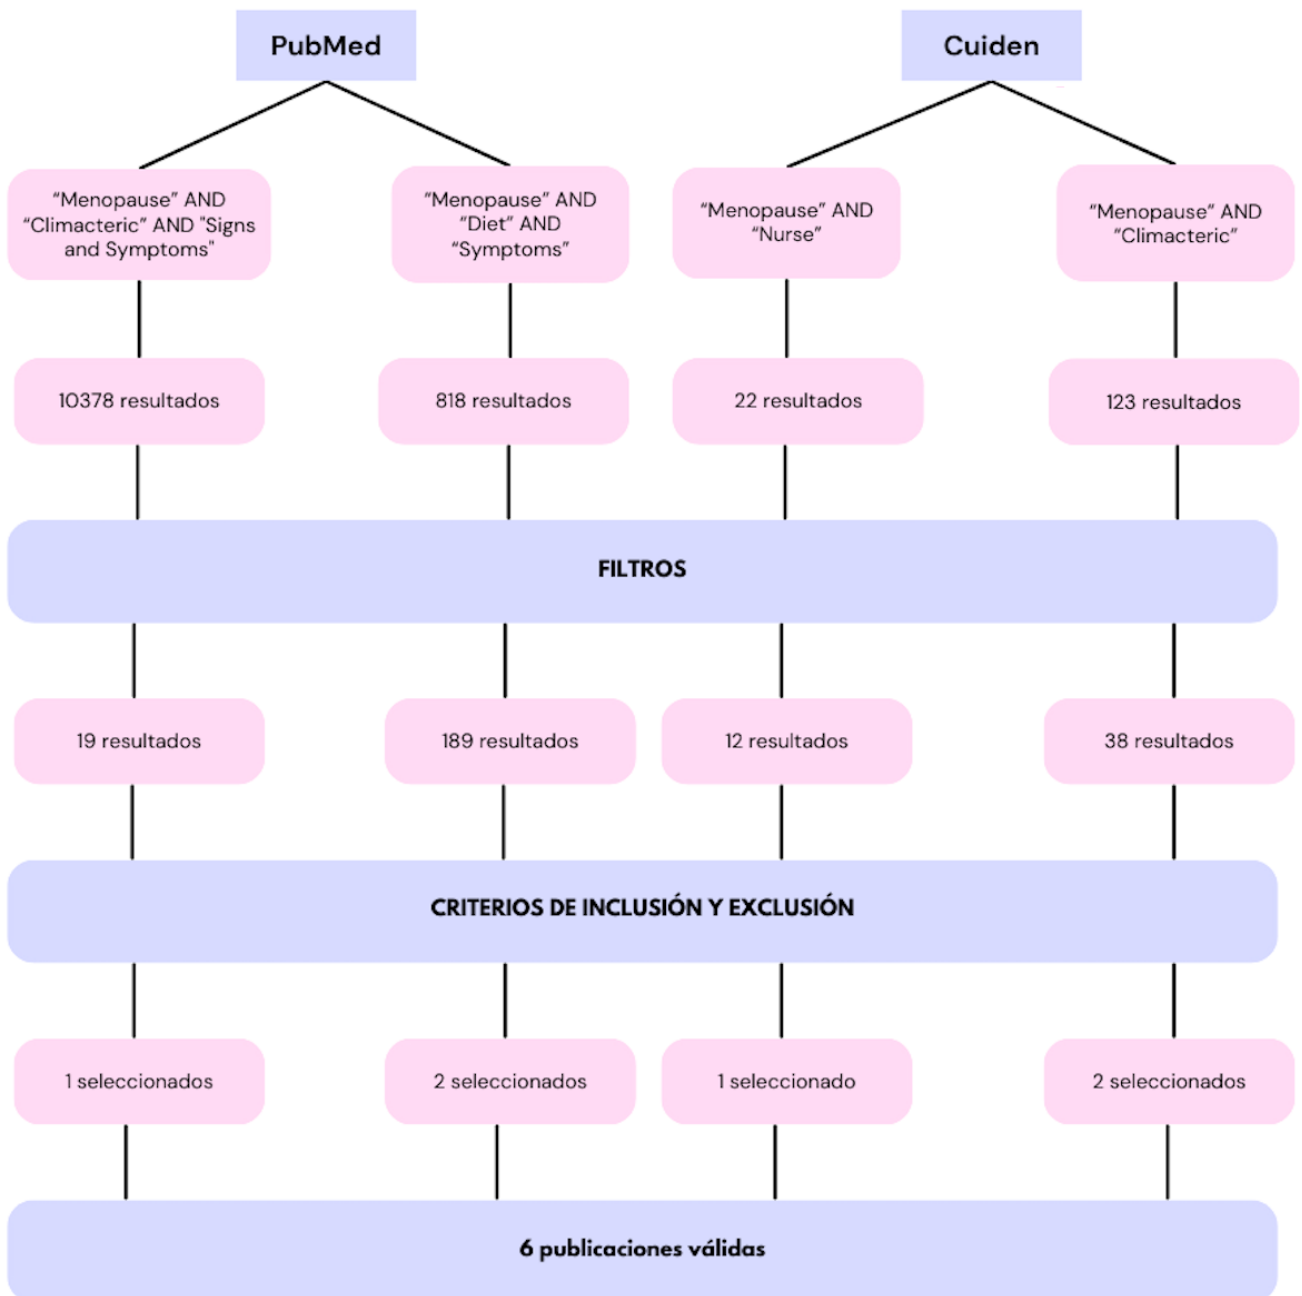 PubMed
Cuiden
“Menopause” AND
“Climacteric” AND "Signs
and Symptoms"
“Menopause” AND
“Diet” AND
“Symptoms”
“Menopause” AND
“Nurse”
“Menopause” AND
“Climacteric”
10378 resultados
818 resultados
22 resultados
123 resultados
FILTROS
19 resultados
189 resultados
12 resultados
38 resultados
CRITERIOS DE INCLUSIÓN Y EXCLUSIÓN
1 seleccionados
2 seleccionados
1 seleccionado
2 seleccionados
6 publicaciones válidas